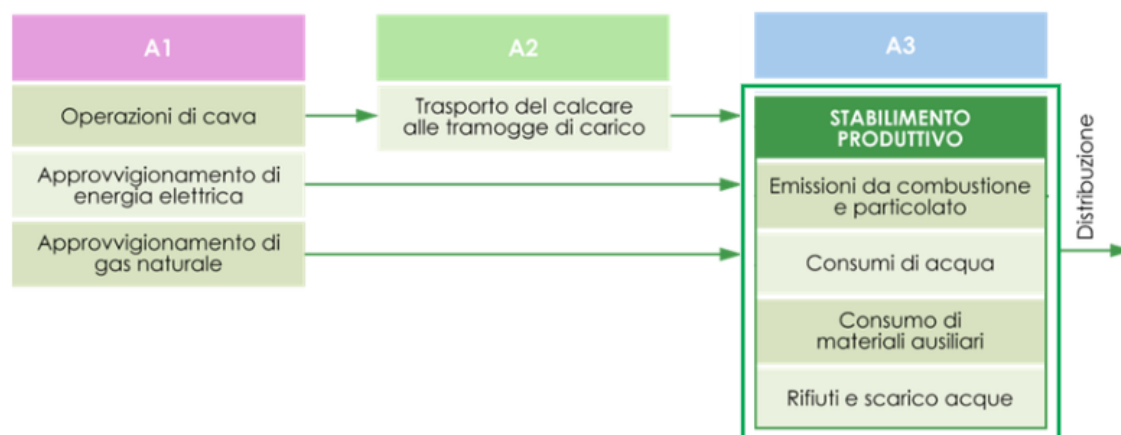 A1
A2
A3
Operazioni di cava
Trasporto del calcare
alle tramogge di carico
STABILIMENTO
PRODUTTIVO
Approvvigionamento di
energia elettrica
Emissioni da combustione
e particolato
Approvvigionamento di
gas naturale
Consumi di acqua
Consumo di
materiali ausiliari
Rifiuti e scarico acque
Distribuzione